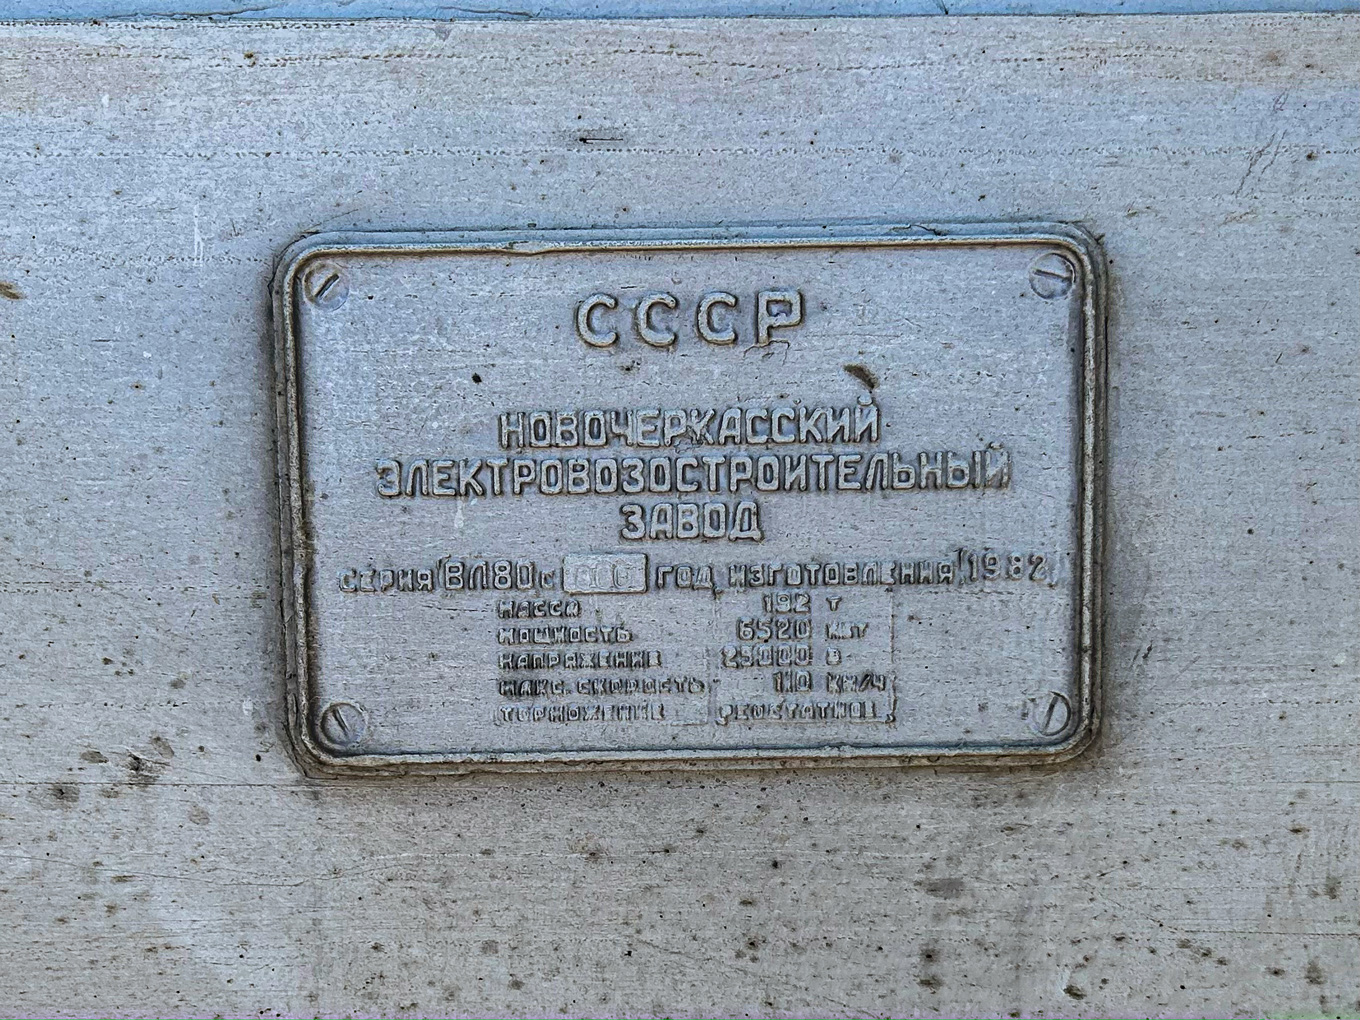 СССР
НОВОЧЕРКАССКИЙ
ЭЛЕКТРОВОЗОСТРОИТЕЛЬНЫЙ
ЗАВОД
СЕРИЯ ВЛ80С ГОД ИЗГОТОВЛЕНИЯ 1982
МАССА 192 Т
МОЩНОСТЬ 6520 КВТ
НАПРЯЖЕНИЕ 25000 В
МАКС. СКОРОСТЬ 110 КМ/Ч
ТОРМОЖЕНИЕ РЕОСТАТНОЕ